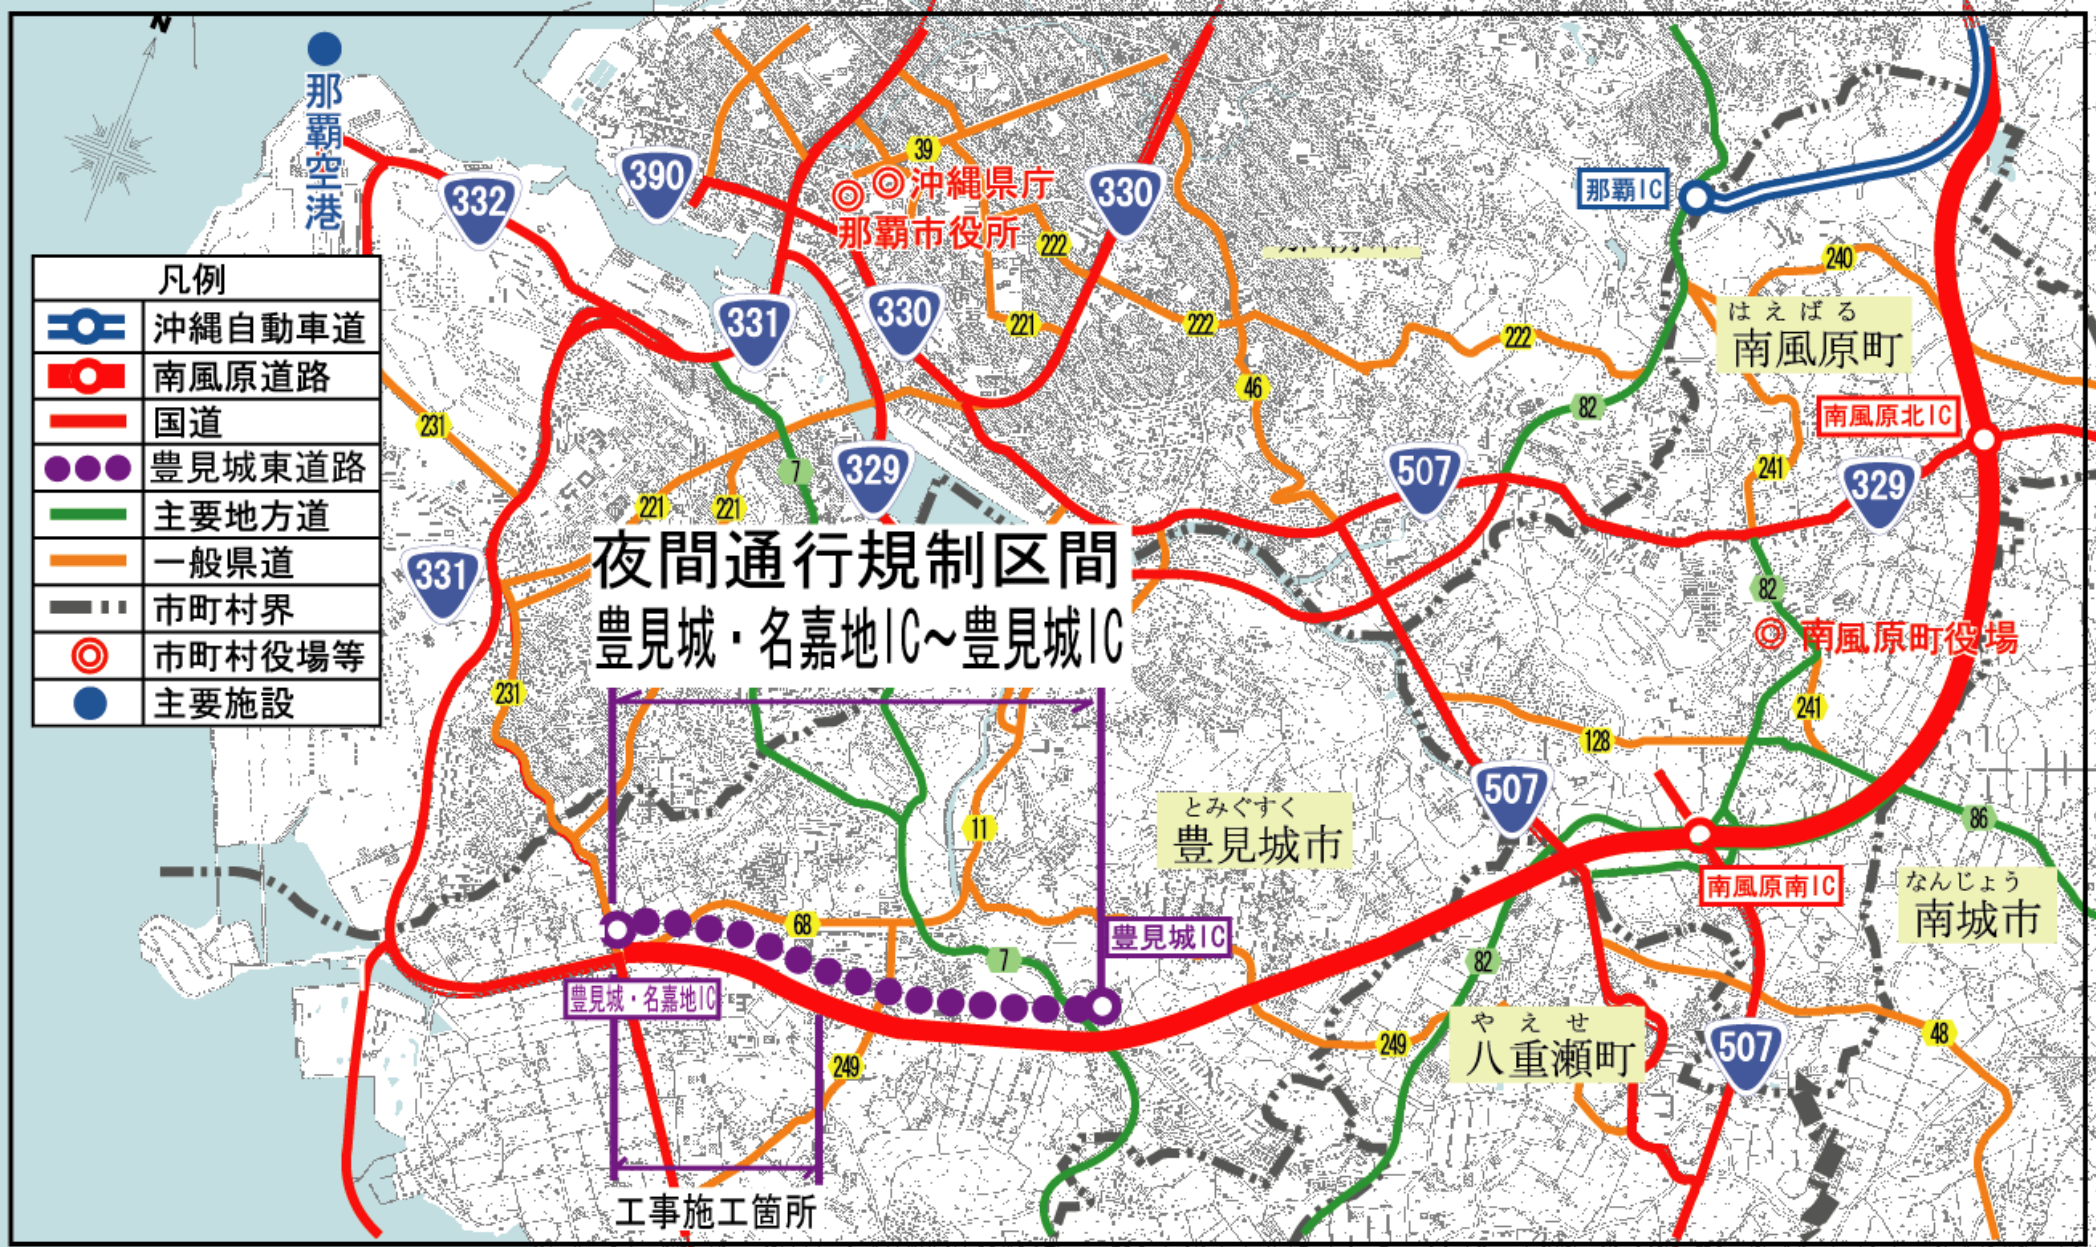 N
那覇空港
332
390
39
沖縄県庁
那覇市役所
330
222
那覇IC
240
凡例
沖縄自動車道
南風原道路
国道
豊見城東道路
主要地方道
一般県道
市町村界
市町村役場等
主要施設
331
330
221
222
222
はえばる
南風原町
46
82
南風原北IC
231
7
329
507
241
329
221
221
夜間通行規制区間
豊見城・名嘉地IC~豊見城IC
331
82
南風原町役場
231
241
128
507
とみぐすく
豊見城市
11
86
南風原南IC
なんじょう
南城市
68
豊見城IC
7
82
豊見城・名嘉地IC
やえせ
八重瀬町
249
249
507
48
工事施工箇所